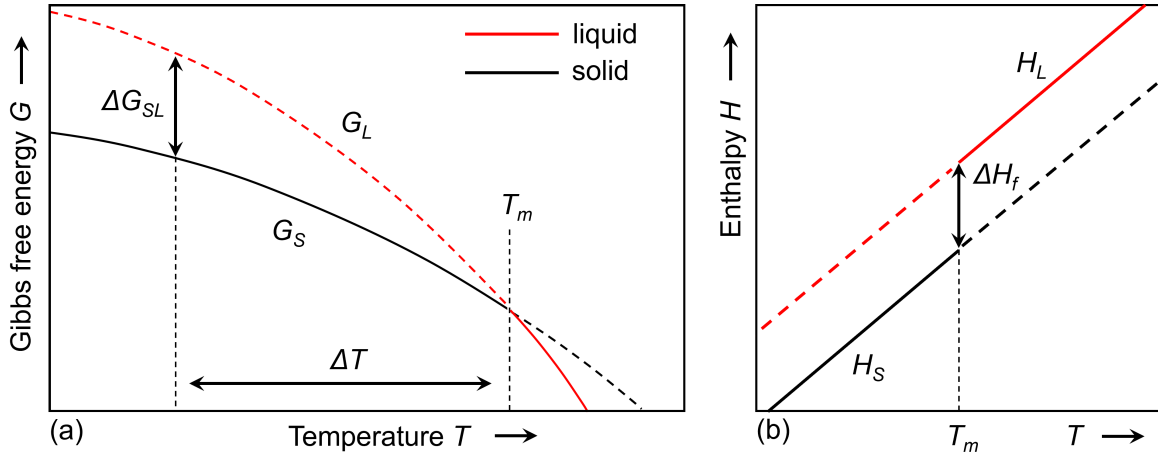 liquid
solid
Gibbs free energy G
ΔG_SL
G_L
G_S
T_m
ΔT
(a)
Temperature T
Enthalpy H
H_L
ΔH_f
H_S
(b)
T_m
T